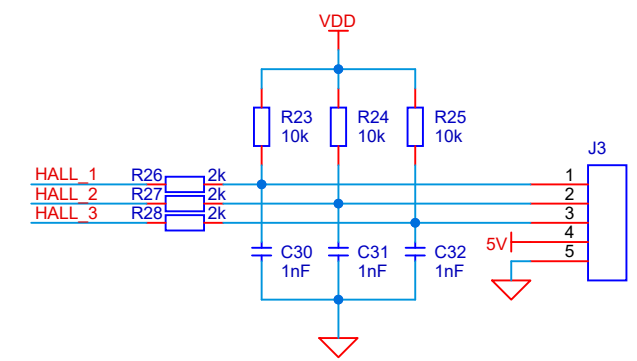 VDD
R23
10k
R24
10k
R25
10k
J3
HALL_1 R26 2k 1
HALL_2 R27 2k 2
HALL_3 R28 2k 3
5V 4
5
C30
1nF
C31
1nF
C32
1nF